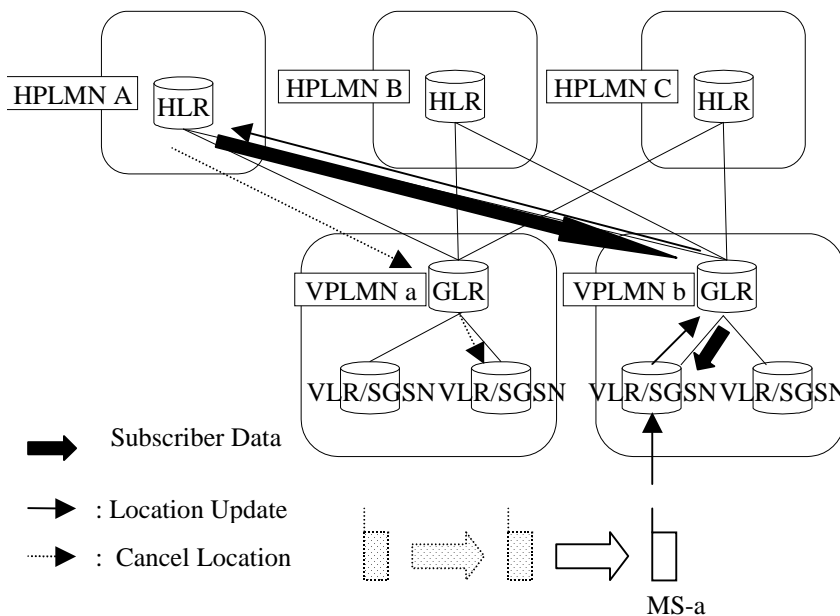 HPLMN A
HLR
HPLMN B
HLR
HPLMN C
HLR
VPLMN a
GLR
VPLMN b
GLR
VLR/SGSN
VLR/SGSN
VLR/SGSN
VLR/SGSN
Subscriber Data
: Location Update
: Cancel Location
MS-a